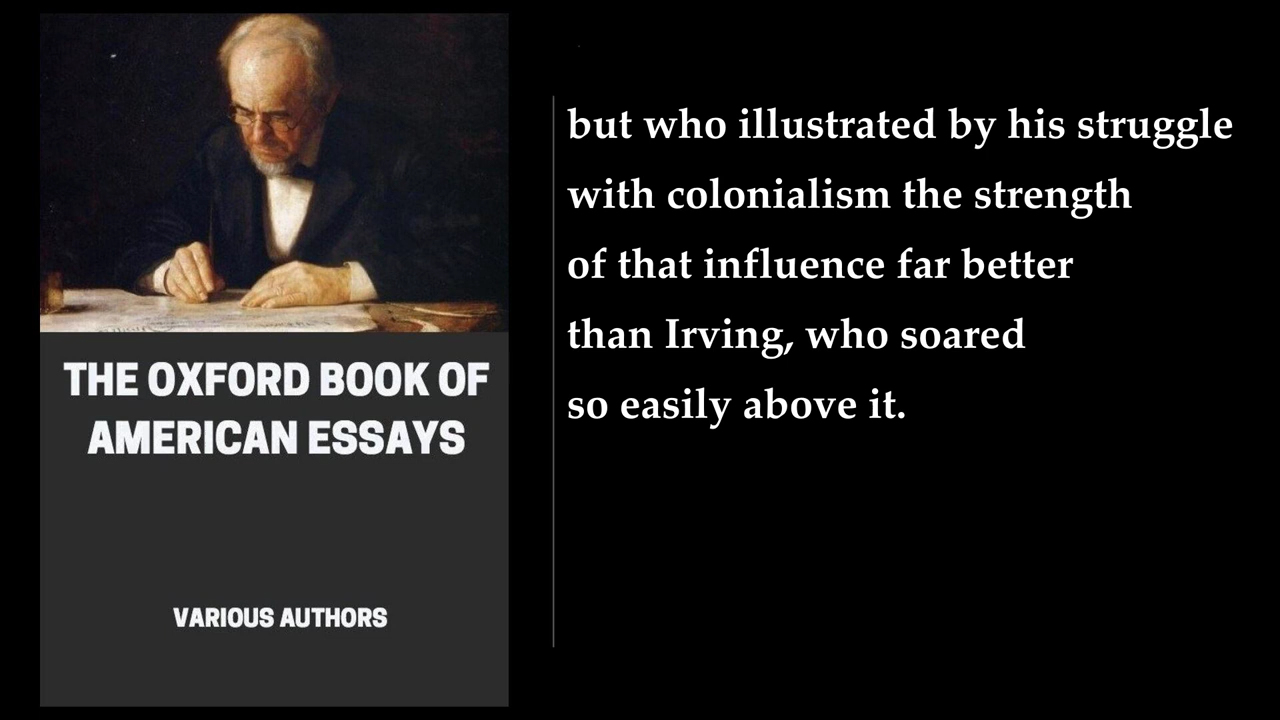 THE OXFORD BOOK OF
AMERICAN ESSAYS
VARIOUS AUTHORS
but who illustrated by his struggle
with colonialism the strength
of that influence far better
than Irving, who soared
so easily above it.